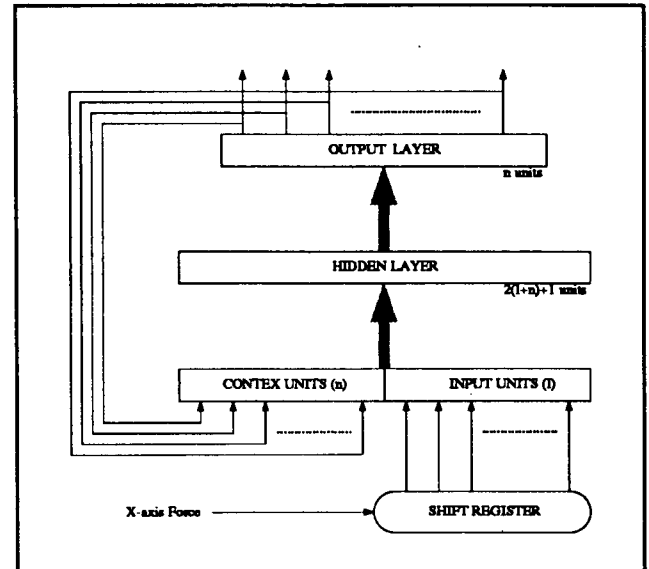 OUTPUT LAYER
n units
HIDDEN LAYER
2(I+n)+1 units
CONTEX UNITS (n)
INPUT UNITS (I)
X-axis Force
SHIFT REGISTER